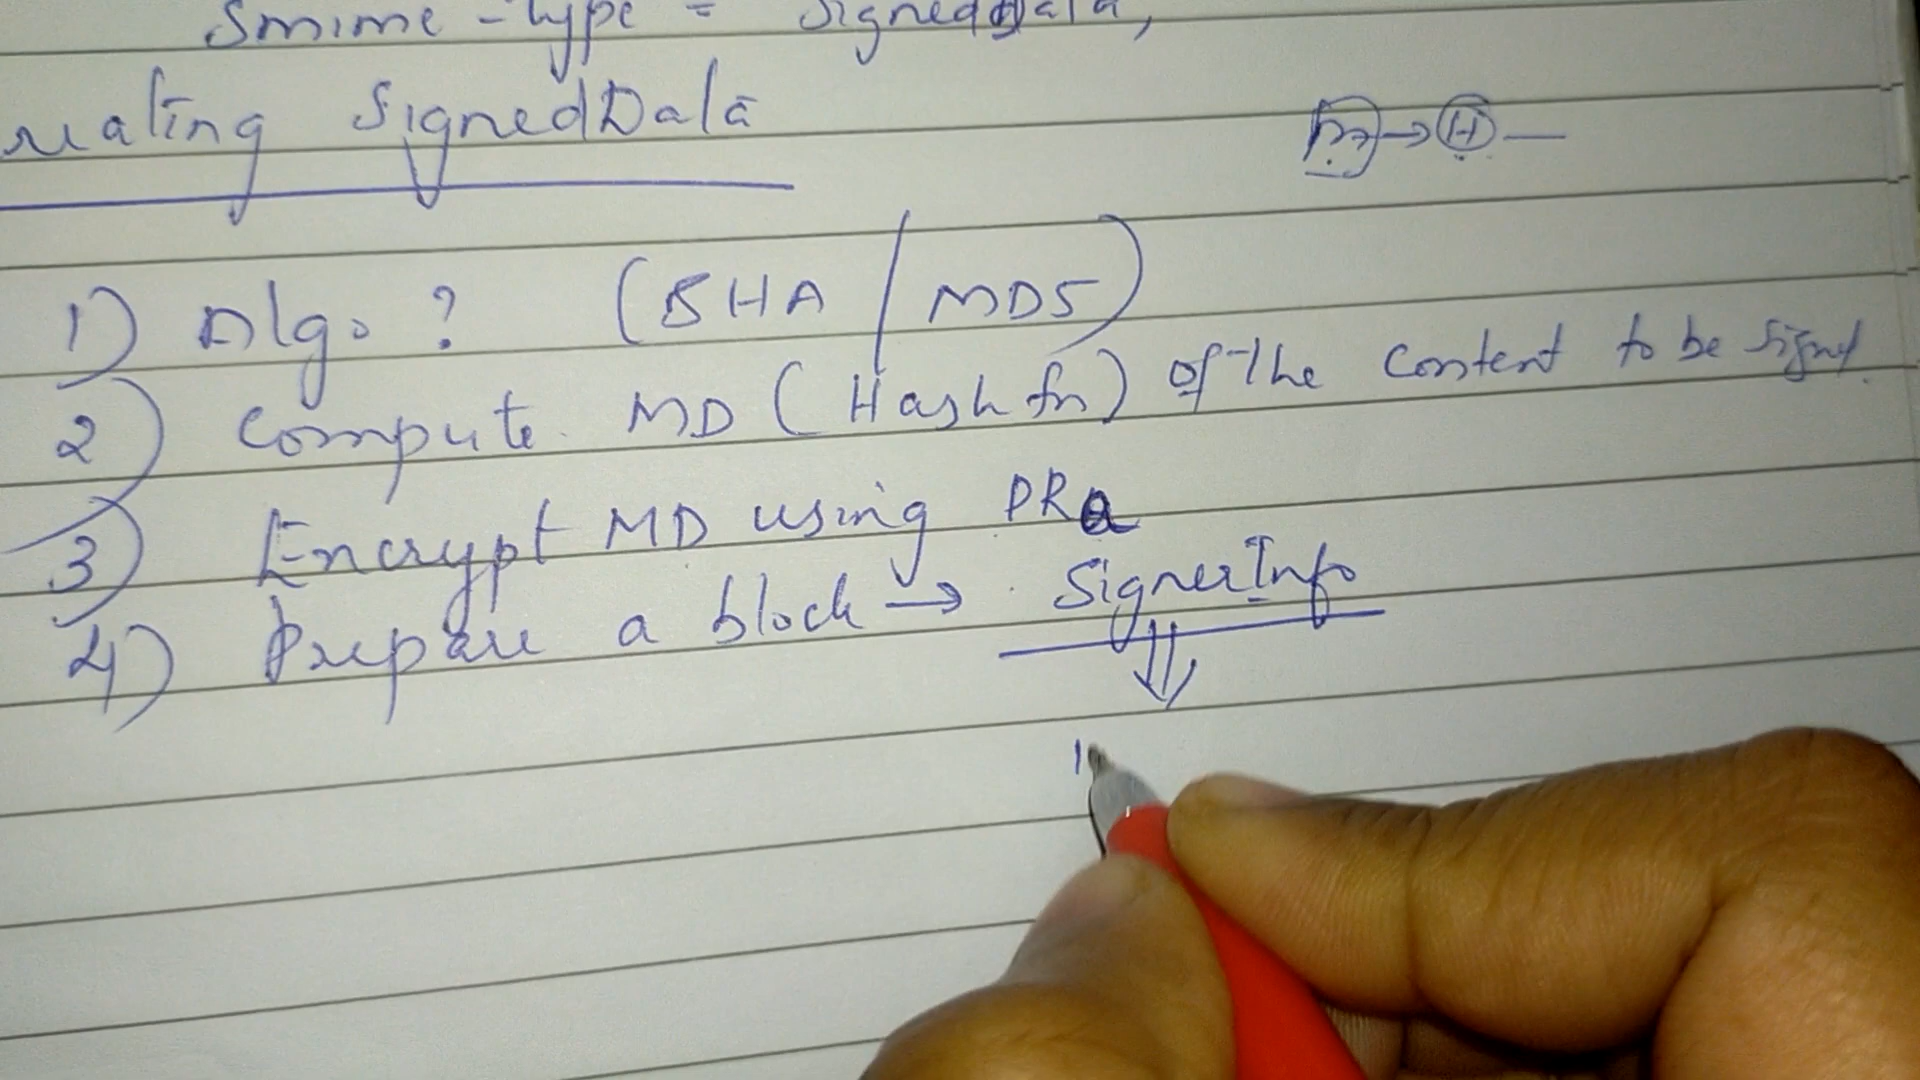 Smime-type = SignedData,
reating SignedData
m → H —
1) Algo ? (SHA / MD5)
2) Compute MD (Hash fn) of the content to be signed
3) Encrypt MD using PRa
4) Prepare a block → SignerInfo